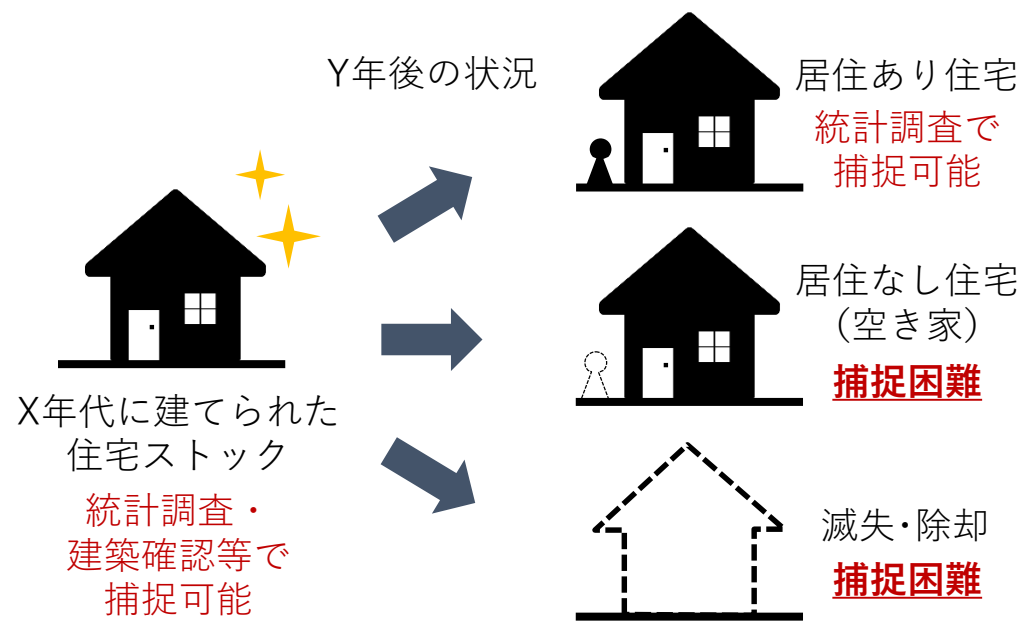 Y年後の状況
居住あり住宅
統計調査で
捕捉可能
居住なし住宅
(空き家)
捕捉困難
X年代に建てられた
住宅ストック
統計調査・
建築確認等で
捕捉可能
滅失・除却
捕捉困難